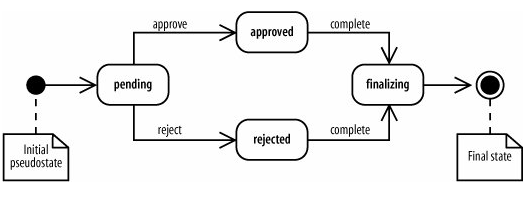 approve
approved
complete
pending
finalizing
reject
rejected
complete
Initial
pseudostate
Final state